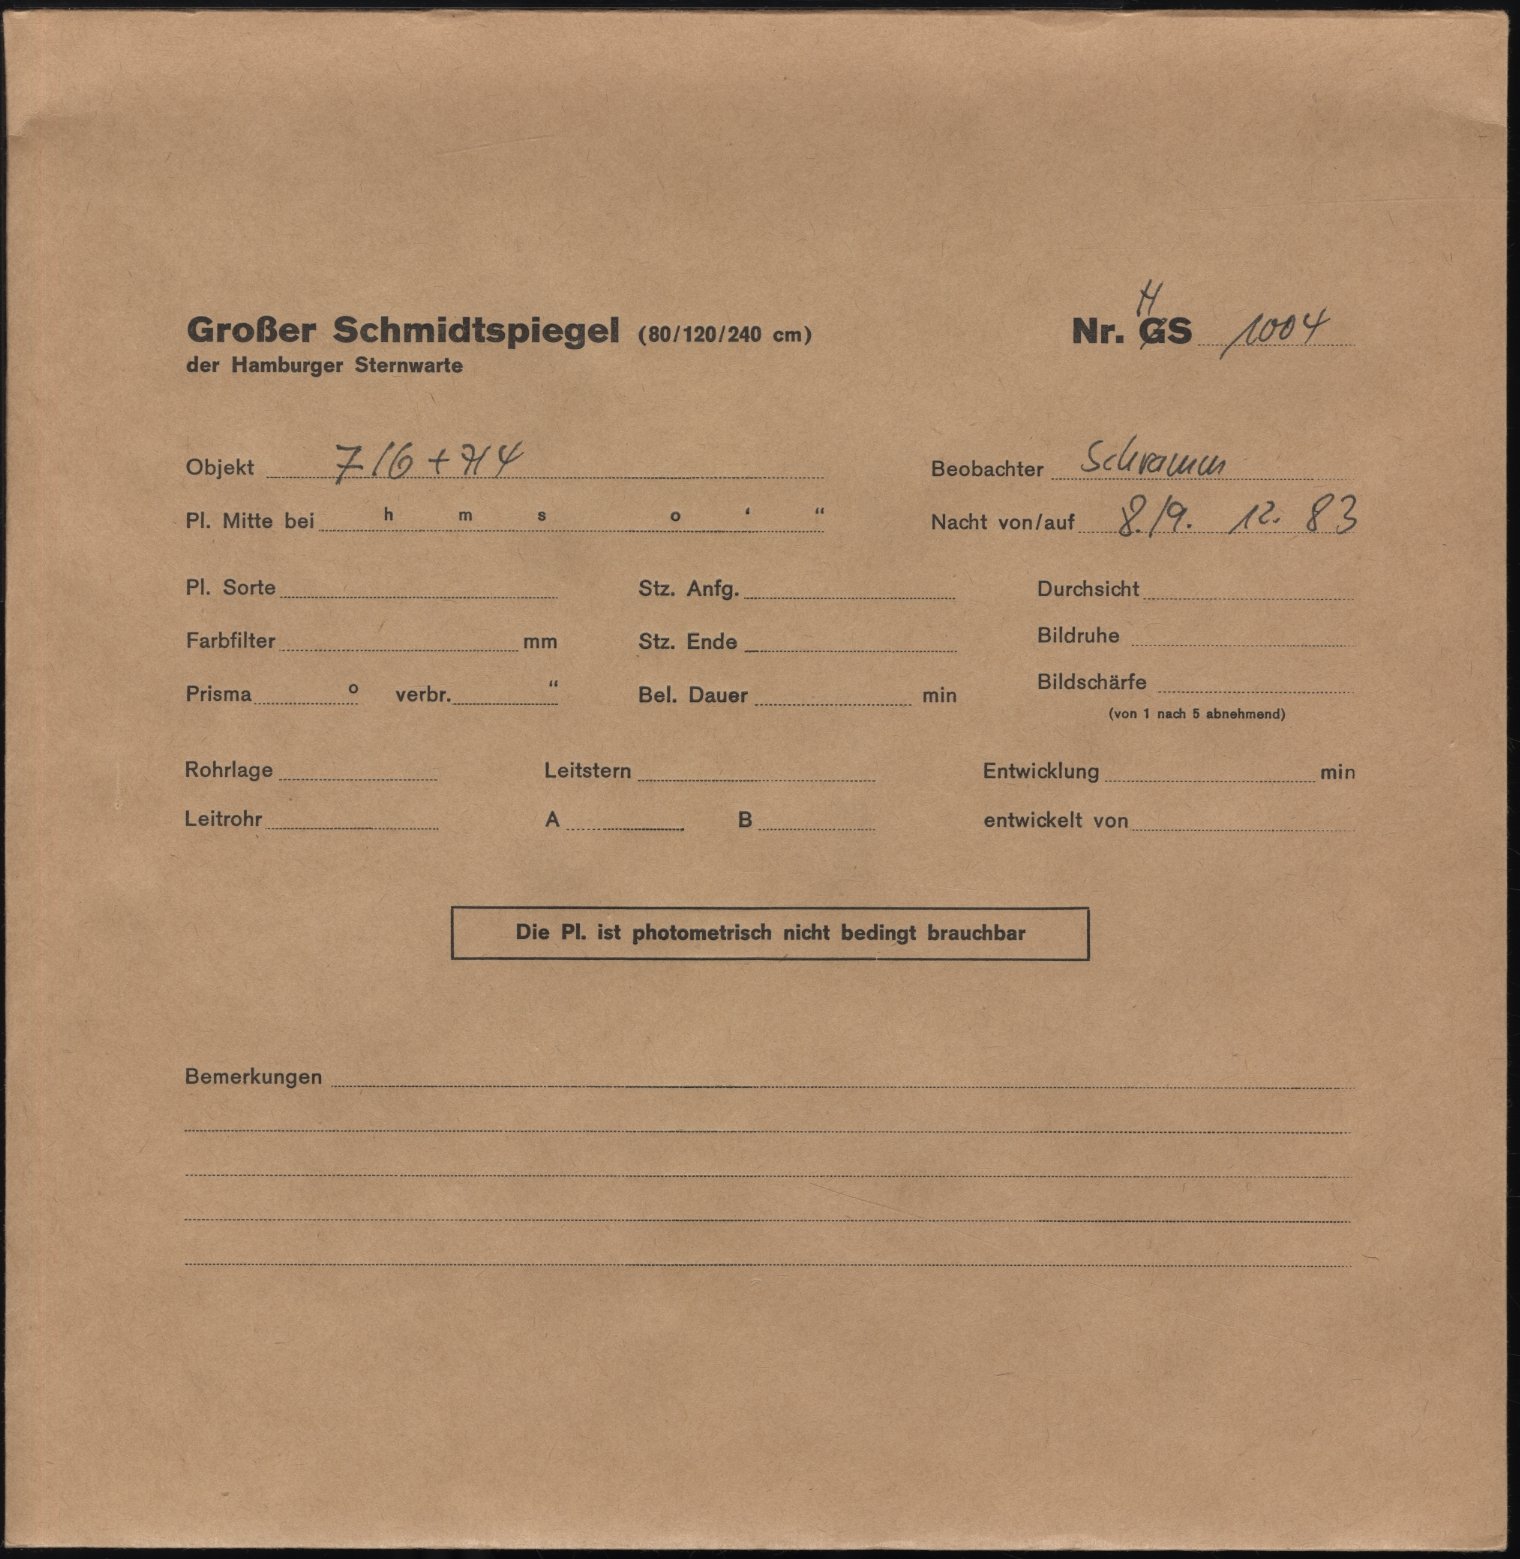 H
Großer Schmidtspiegel (80/120/240 cm) Nr. GS 1004
der Hamburger Sternwarte
Objekt 716+714 Beobachter Schramm
Pl. Mitte bei h m s o ‘ “ Nacht von/auf 8./9. 12. 83
Pl. Sorte Stz. Anfg. Durchsicht
Farbfilter mm Stz. Ende Bildruhe
Prisma o verbr. “ Bel. Dauer min Bildschärfe
(von 1 nach 5 abnehmend)
Rohrlage Leitstern Entwicklung min
Leitrohr A B entwickelt von
Die Pl. ist photometrisch nicht bedingt brauchbar
Bemerkungen